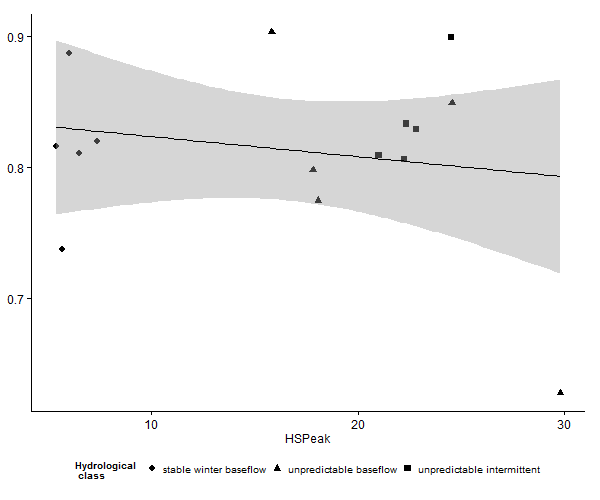 0.9
0.8
0.7
10 20 30
HSPeak
Hydrological
class
stable winter baseflow unpredictable baseflow unpredictable intermittent